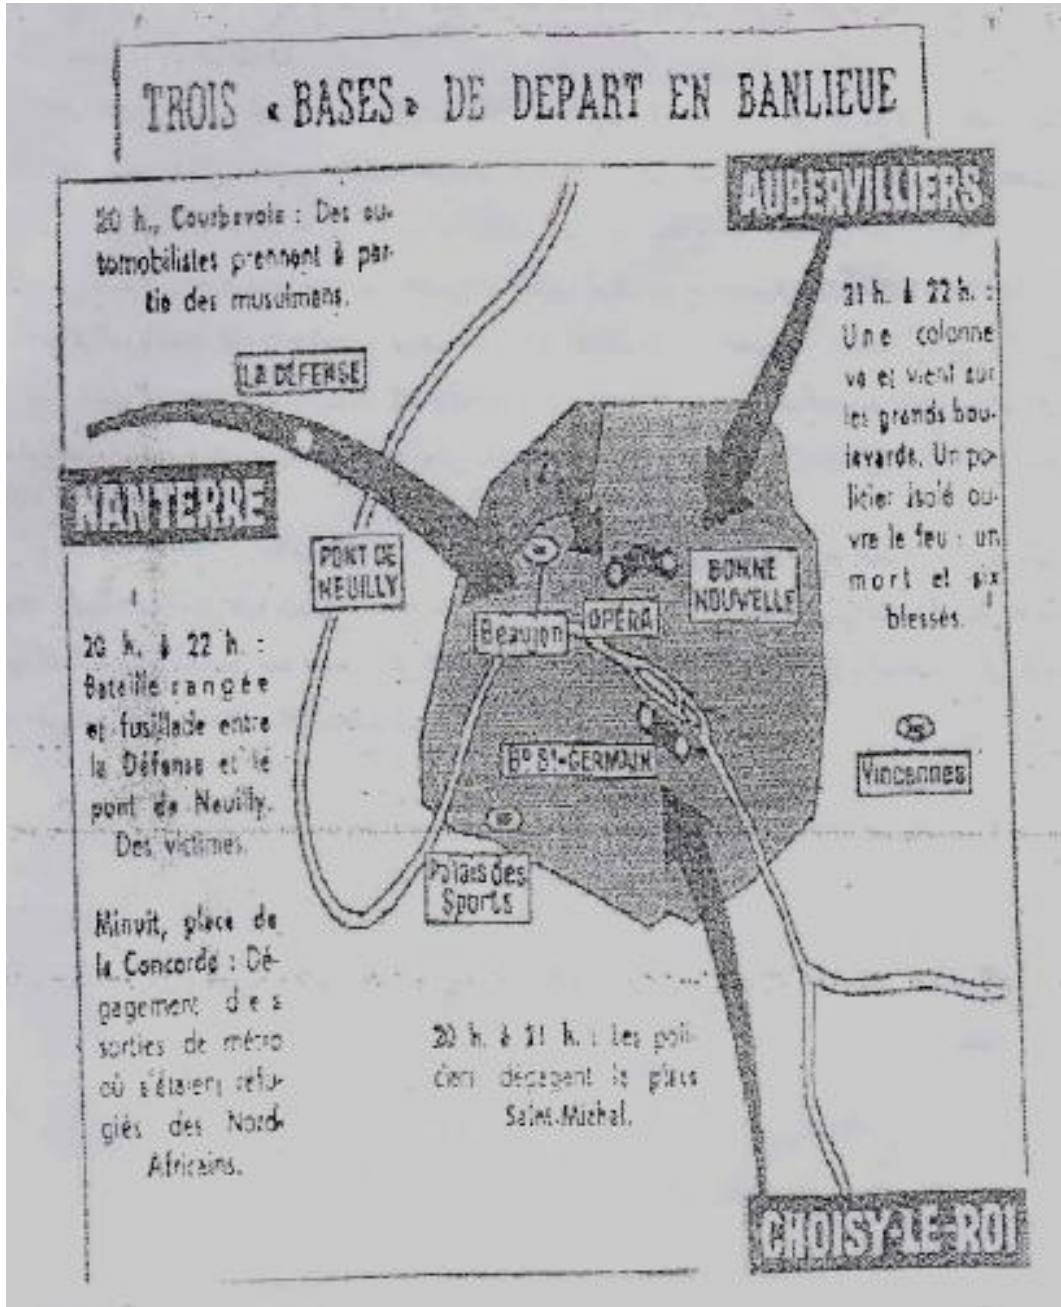 TROIS « BASES » DE DEPART EN BANLIEUE
AUBERVILLIERS
20 h., Courbevoie : Des au-
tomobilistes prennent à par-
tie des musulmans.
LA DÉFENSE
NANTERRE
PONT DE
NEUILLY
21 h. à 22 h. :
Une colonne
va et vient sur
les grands bou-
levards. Un po-
licier isolé ou-
vre le feu : un
mort et six
blessés.
BONNE
NOUVELLE
OPÉRA
Beaujon
20 h. à 22 h. :
Bataille rangée
et fusillade entre
la Défense et le
pont de Neuilly.
Des victimes.
Bd St-GERMAIN
Vincennes
Palais des
Sports
Minuit, place de
la Concorde : Dé-
gagement des
sorties de métro
où s'étaient réfu-
giés des Nord-
Africains.
20 h. à 21 h. : Les poli-
ciers dégagent la place
Saint-Michel.
CHOISY-LE-ROI